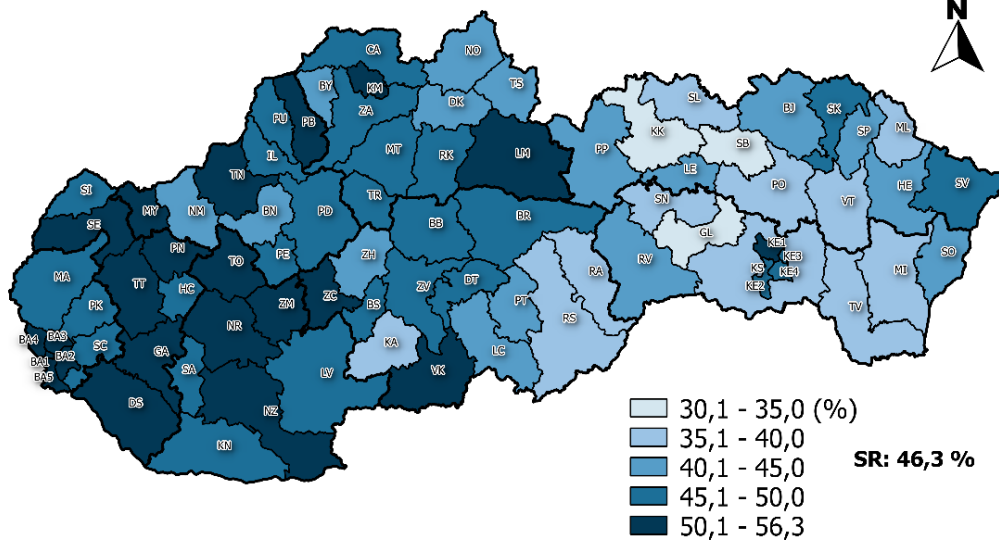 N
CA
NO
BY
KM
TS
DK
PU
PB
ZA
SL
BJ
SK
SP
ML
KK
SB
IL
MT
RK
LM
PP
LE
TN
PO
HE
SV
SI
MY
NM
BN
PD
TR
SN
VT
SE
BB
BR
GL
PN
TO
PE
ZH
KE1
KE3
SO
MA
TT
HC
RV
RA
KS
KE4
MI
ZM
ZC
BS
ZV
DT
KE2
PK
PT
TV
NR
RS
BA4
BA3
SC
GA
KA
BA1
BA2
SA
LV
VK
LC
BA5
DS
NZ
KN
30,1 - 35,0 (%)
35,1 - 40,0
40,1 - 45,0
45,1 - 50,0
50,1 - 56,3
SR: 46,3 %